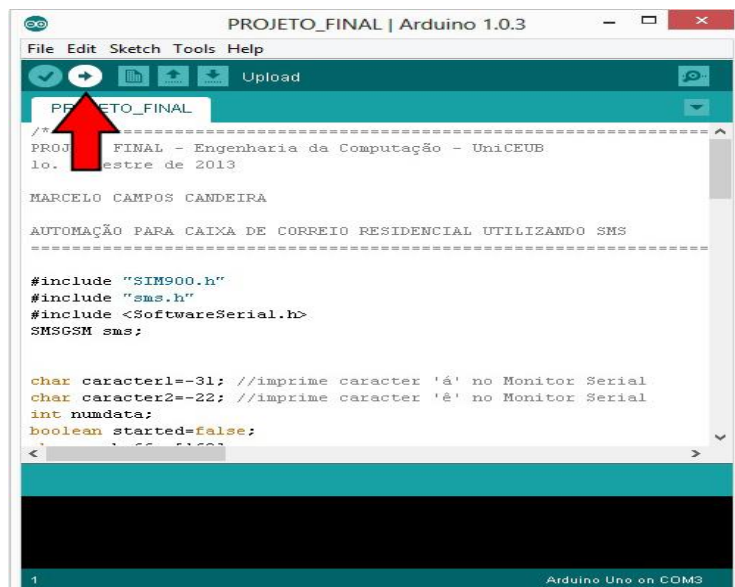 PROJETO_FINAL | Arduino 1.0.3
File Edit Sketch Tools Help
Upload
PROJETO_FINAL
/*=====================================================
FINAL - Engenharia da Computação - UniCEUB
1o. de 2013
MARCELO CAMPOS CANDEIRA
AUTOMAÇÃO PARA CAIXA DE CORREIO RESIDENCIAL UTILIZANDO SMS
=======================================================
#include "SIM900.h"
#include "sms.h"
#include <SoftwareSerial.h>
SMSGSM sms;
char caracter1=-31; //imprime caracter 'á' no Monitor Serial
char caracter2=-22; //imprime caracter 'ê' no Monitor Serial
int numdata;
boolean started=false;
1
Arduino Uno on COM3